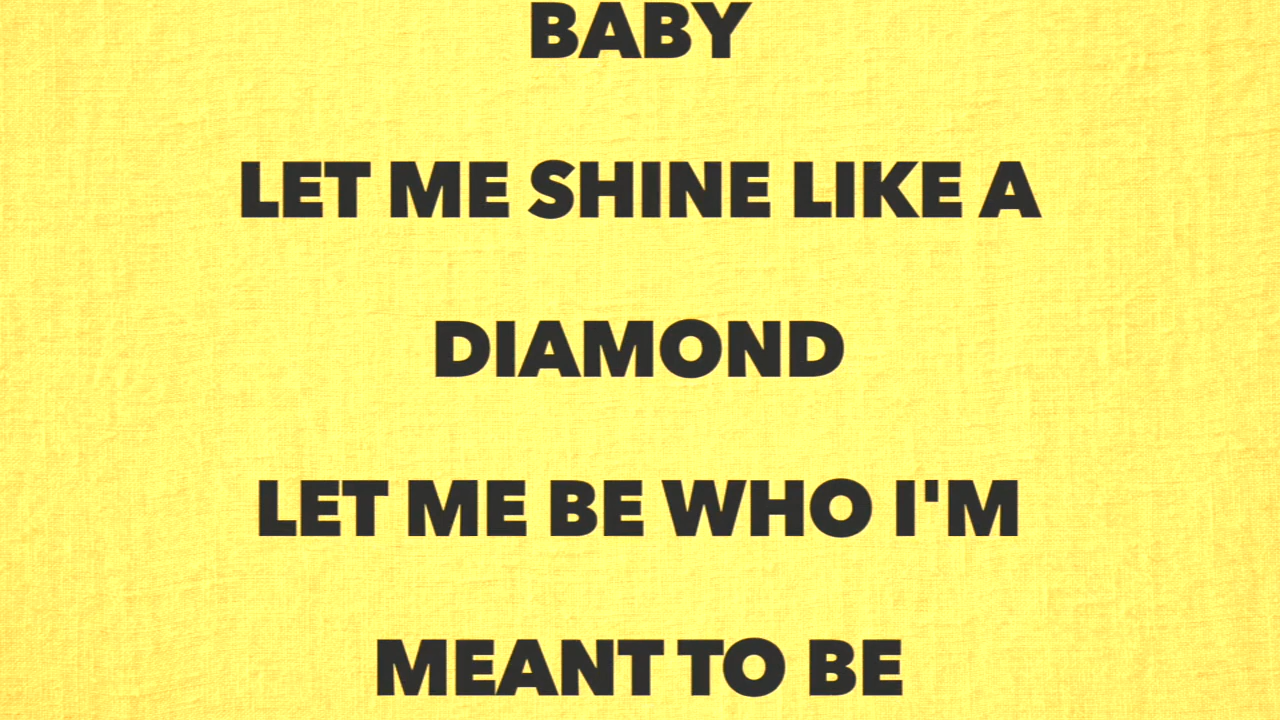 BABY
LET ME SHINE LIKE A
DIAMOND
LET ME BE WHO I'M
MEANT TO BE